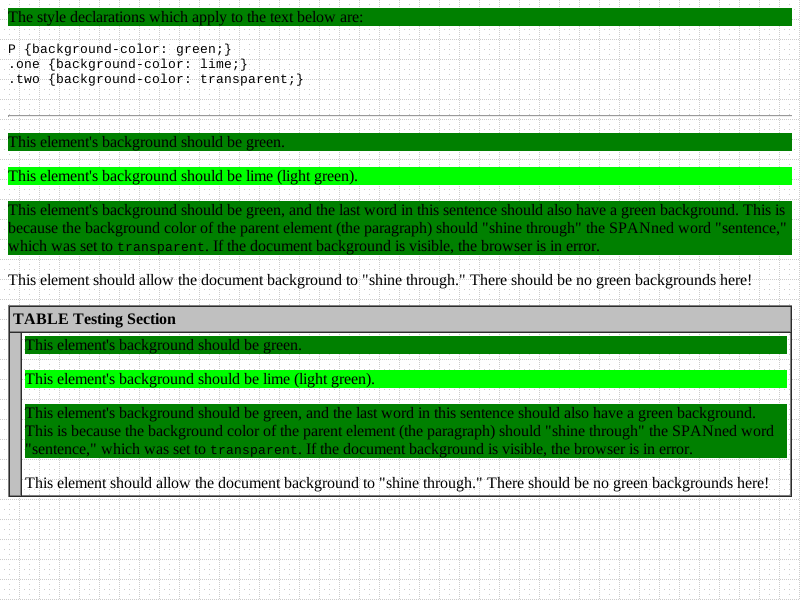 The style declarations which apply to the text below are:
P {background-color: green;}
.one {background-color: lime;}
.two {background-color: transparent;}
This element's background should be green.
This element's background should be lime (light green).
This element's background should be green, and the last word in this sentence should also have a green background. This is
because the background color of the parent element (the paragraph) should "shine through" the SPANned word "sentence,"
which was set to transparent. If the document background is visible, the browser is in error.
This element should allow the document background to "shine through." There should be no green backgrounds here!
TABLE Testing Section
This element's background should be green.
This element's background should be lime (light green).
This element's background should be green, and the last word in this sentence should also have a green background.
This is because the background color of the parent element (the paragraph) should "shine through" the SPANned word
"sentence," which was set to transparent. If the document background is visible, the browser is in error.
This element should allow the document background to "shine through." There should be no green backgrounds here!